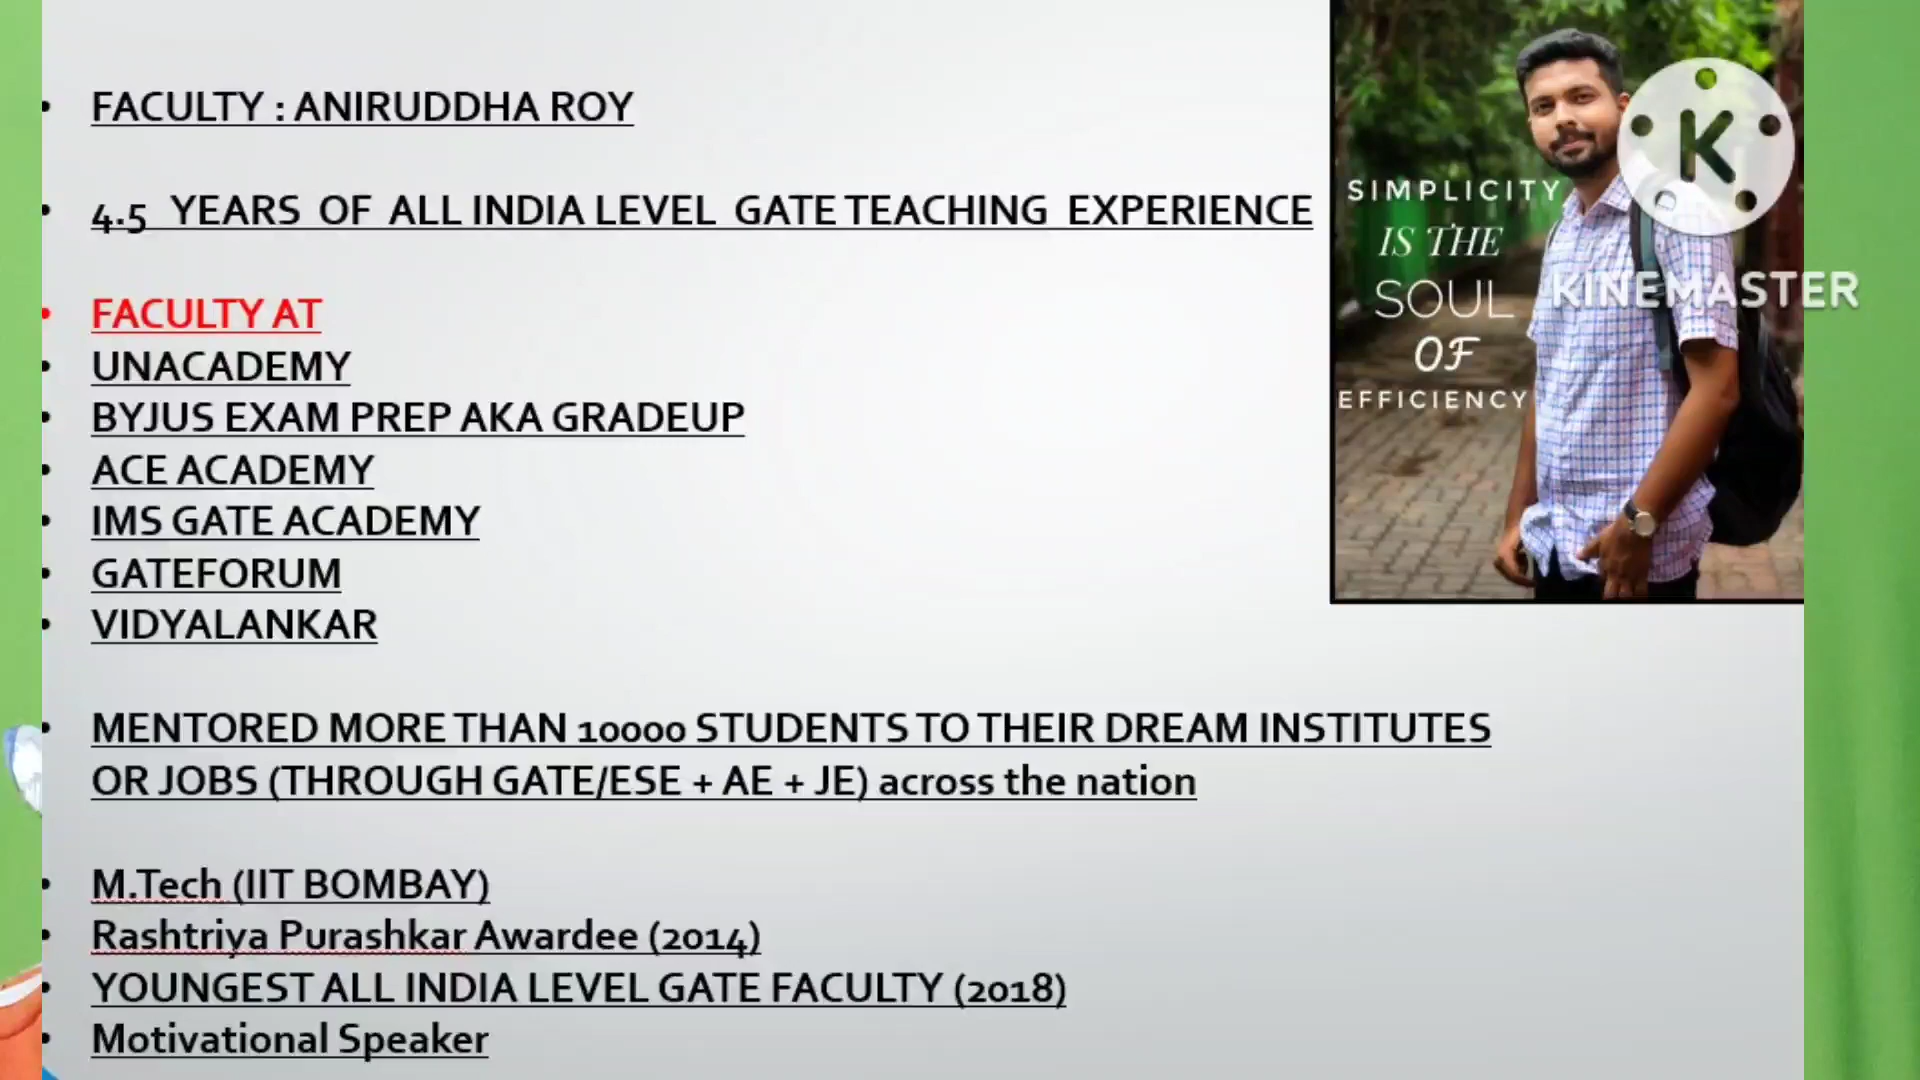 FACULTY : ANIRUDDHA ROY
4.5 YEARS OF ALL INDIA LEVEL GATE TEACHING EXPERIENCE
FACULTY AT
UNACADEMY
BYJUS EXAM PREP AKA GRADEUP
ACE ACADEMY
IMS GATE ACADEMY
GATEFORUM
VIDYALANKAR
MENTORED MORE THAN 10000 STUDENTS TO THEIR DREAM INSTITUTES
OR JOBS (THROUGH GATE/ESE + AE + JE) across the nation
M.Tech (IIT BOMBAY)
Rashtriya Purashkar Awardee (2014)
YOUNGEST ALL INDIA LEVEL GATE FACULTY (2018)
Motivational Speaker
SIMPLICITY
IS THE
SOUL
OF
EFFICIENCY
K
KINEMASTER